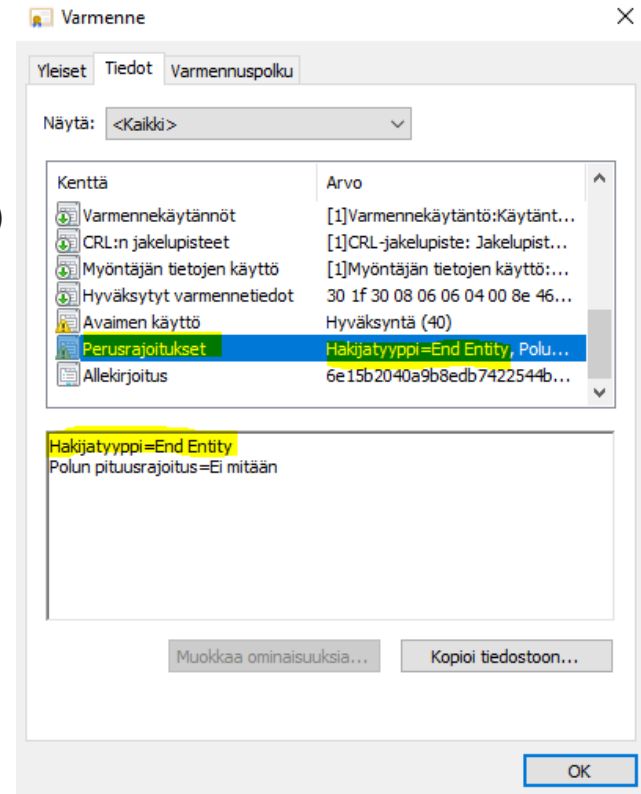 Varmenne
Yleiset Tiedot Varmennuspolku
Näytä: <Kaikki>
Kenttä Arvo
Varmennekäytännöt [1]Varmennekäytäntö:Käytänt...
CRL:n jakelupisteet [1]CRL-jakelupiste: Jakelupist...
Myöntäjän tietojen käyttö [1]Myöntäjän tietojen käyttö:...
Hyväksytyt varmennetiedot 30 1f 30 08 06 06 04 00 8e 46...
Avaimen käyttö Hyväksyntä (40)
Perusrajoitukset Hakijatyyppi=End Entity, Polu...
Allekirjoitus 6e15b2040a9b8edb7422544b...
Hakijatyyppi=End Entity
Polun pituusrajoitus=Ei mitään
Muokkaa ominaisuuksia... Kopioi tiedostoon...
OK